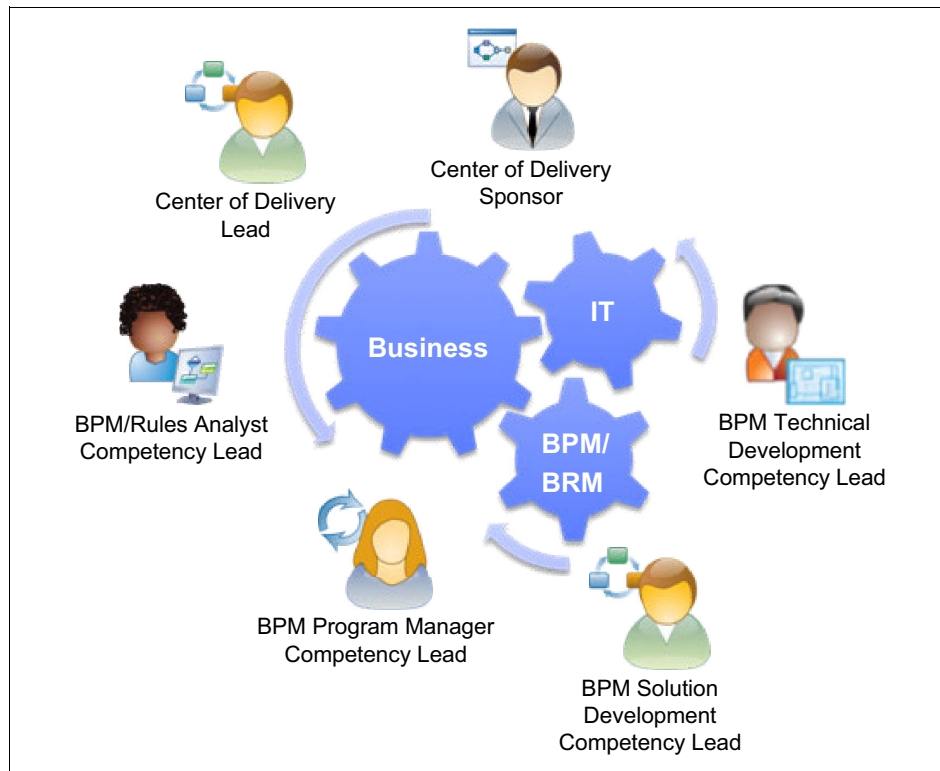 Center of Delivery
Sponsor
Center of Delivery
Lead
Business
IT
BPM/
BRM
BPM/Rules Analyst
Competency Lead
BPM Technical
Development
Competency Lead
BPM Program Manager
Competency Lead
BPM Solution
Development
Competency Lead